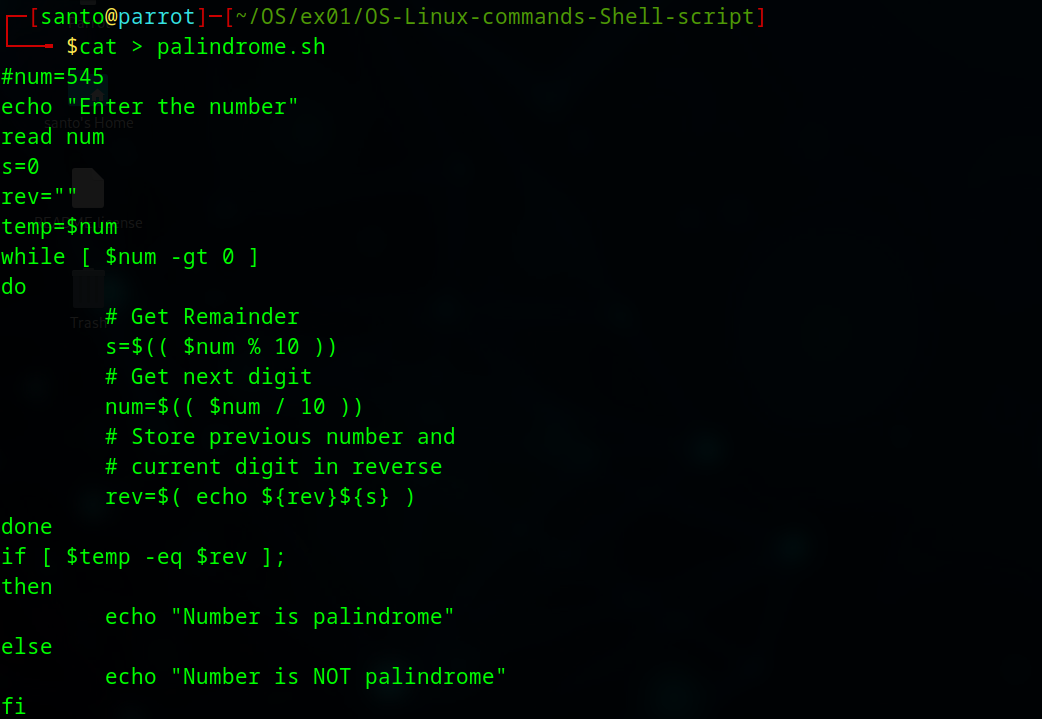 ┌─[santo@parrot]─[~/OS/ex01/OS-Linux-commands-Shell-script]
└──╼ $cat > palindrome.sh
#num=545
echo "Enter the number"
santo's Home
read num
s=0
rev=""
temp=$num
while [ $num -gt 0 ]
do
        # Get Remainder
Trash
        s=$(( $num % 10 ))
        # Get next digit
        num=$(( $num / 10 ))
        # Store previous number and
        # current digit in reverse
        rev=$( echo ${rev}${s} )
done
if [ $temp -eq $rev ];
then
        echo "Number is palindrome"
else
        echo "Number is NOT palindrome"
fi